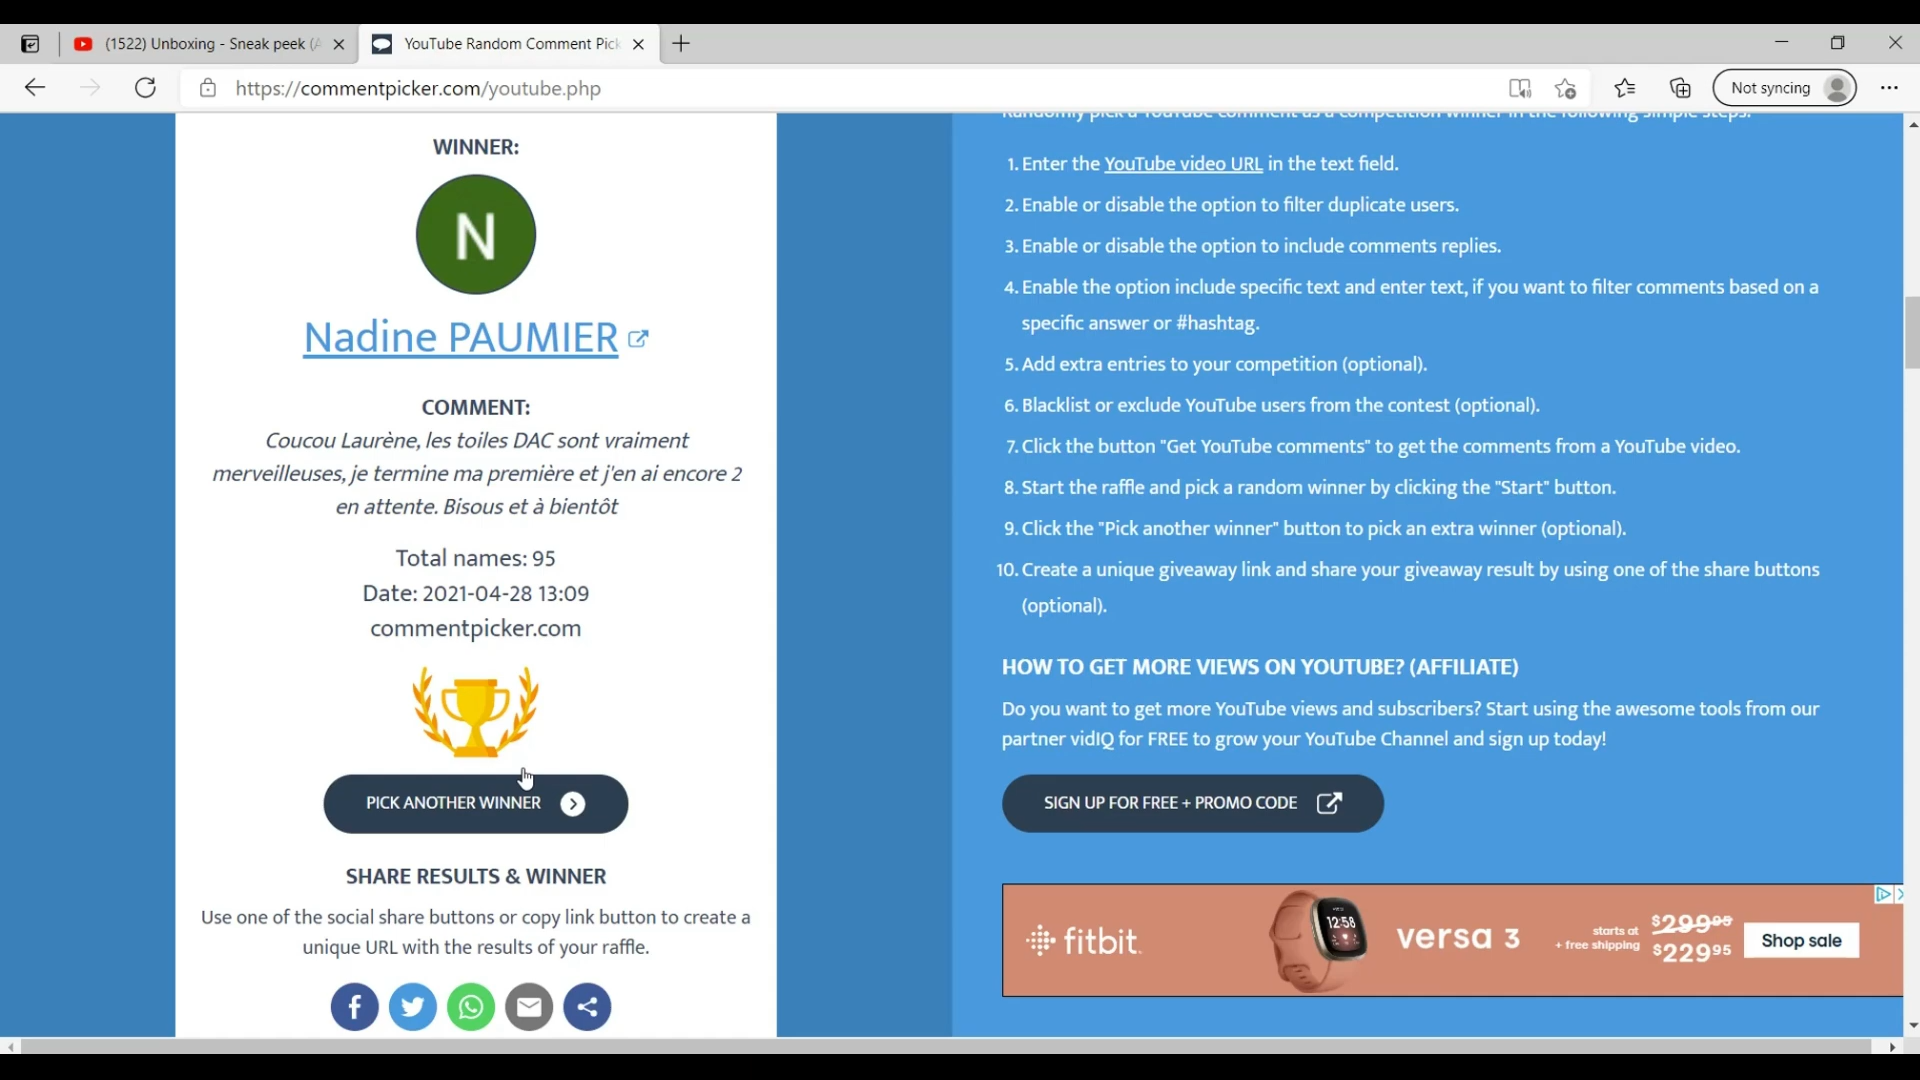 (1522) Unboxing - Sneak peek (A
YouTube Random Comment Pick
https://commentpicker.com/youtube.php
Not syncing
WINNER:
N
Nadine PAUMIER
COMMENT:
Coucou Laurène, les toiles DAC sont vraiment
merveilleuses, je termine ma première et j'en ai encore 2
en attente. Bisous et à bientôt
Total names: 95
Date: 2021-04-28 13:09
commentpicker.com
PICK ANOTHER WINNER
SHARE RESULTS & WINNER
Use one of the social share buttons or copy link button to create a
unique URL with the results of your raffle.
Randomly pick a YouTube comment as a competition winner in the following simple steps.
1. Enter the YouTube video URL in the text field.
2. Enable or disable the option to filter duplicate users.
3. Enable or disable the option to include comments replies.
4. Enable the option include specific text and enter text, if you want to filter comments based on a
specific answer or #hashtag.
5. Add extra entries to your competition (optional).
6. Blacklist or exclude YouTube users from the contest (optional).
7. Click the button "Get YouTube comments" to get the comments from a YouTube video.
8. Start the raffle and pick a random winner by clicking the "Start" button.
9. Click the "Pick another winner" button to pick an extra winner (optional).
10. Create a unique giveaway link and share your giveaway result by using one of the share buttons
(optional).
HOW TO GET MORE VIEWS ON YOUTUBE? (AFFILIATE)
Do you want to get more YouTube views and subscribers? Start using the awesome tools from our
partner vidIQ for FREE to grow your YouTube Channel and sign up today!
SIGN UP FOR FREE + PROMO CODE
fitbit.
12:58
versa 3
starts at
+ free shipping
$299.95
$229.95
Shop sale